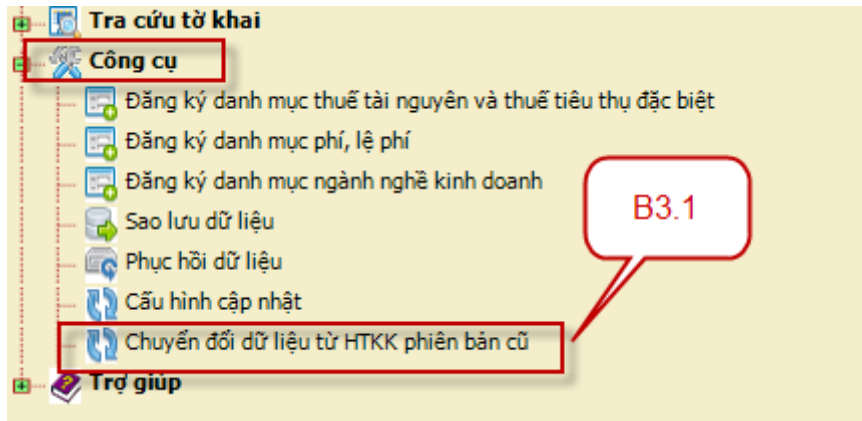 Tra cứu tờ khai
Công cụ
Đăng ký danh mục thuế tài nguyên và thuế tiêu thụ đặc biệt
Đăng ký danh mục phí, lệ phí
Đăng ký danh mục ngành nghề kinh doanh
B3.1
Sao lưu dữ liệu
Phục hồi dữ liệu
Cấu hình cập nhật
Chuyển đổi dữ liệu từ HTKK phiên bản cũ
Trợ giúp